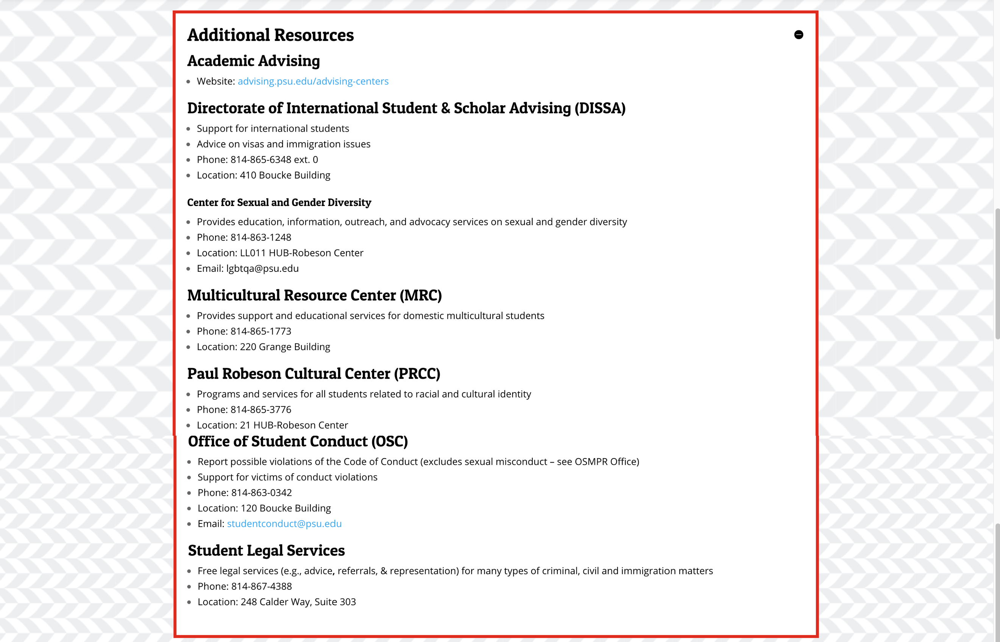 Additional Resources
Academic Advising
Website: advising.psu.edu/advising-centers
Directorate of International Student & Scholar Advising (DISSA)
Support for international students
Advice on visas and immigration issues
Phone: 814-865-6348 ext. 0
Location: 410 Boucke Building
Center for Sexual and Gender Diversity
Provides education, information, outreach, and advocacy services on sexual and gender diversity
Phone: 814-863-1248
Location: LL011 HUB-Robeson Center
Email: lgbtqa@psu.edu
Multicultural Resource Center (MRC)
Provides support and educational services for domestic multicultural students
Phone: 814-865-1773
Location: 220 Grange Building
Paul Robeson Cultural Center (PRCC)
Programs and services for all students related to racial and cultural identity
Phone: 814-865-3776
Location: 21 HUB-Robeson Center
Office of Student Conduct (OSC)
Report possible violations of the Code of Conduct (excludes sexual misconduct – see OSMPR Office)
Support for victims of conduct violations
Phone: 814-863-0342
Location: 120 Boucke Building
Email: studentconduct@psu.edu
Student Legal Services
Free legal services (e.g., advice, referrals, & representation) for many types of criminal, civil and immigration matters
Phone: 814-867-4388
Location: 248 Calder Way, Suite 303